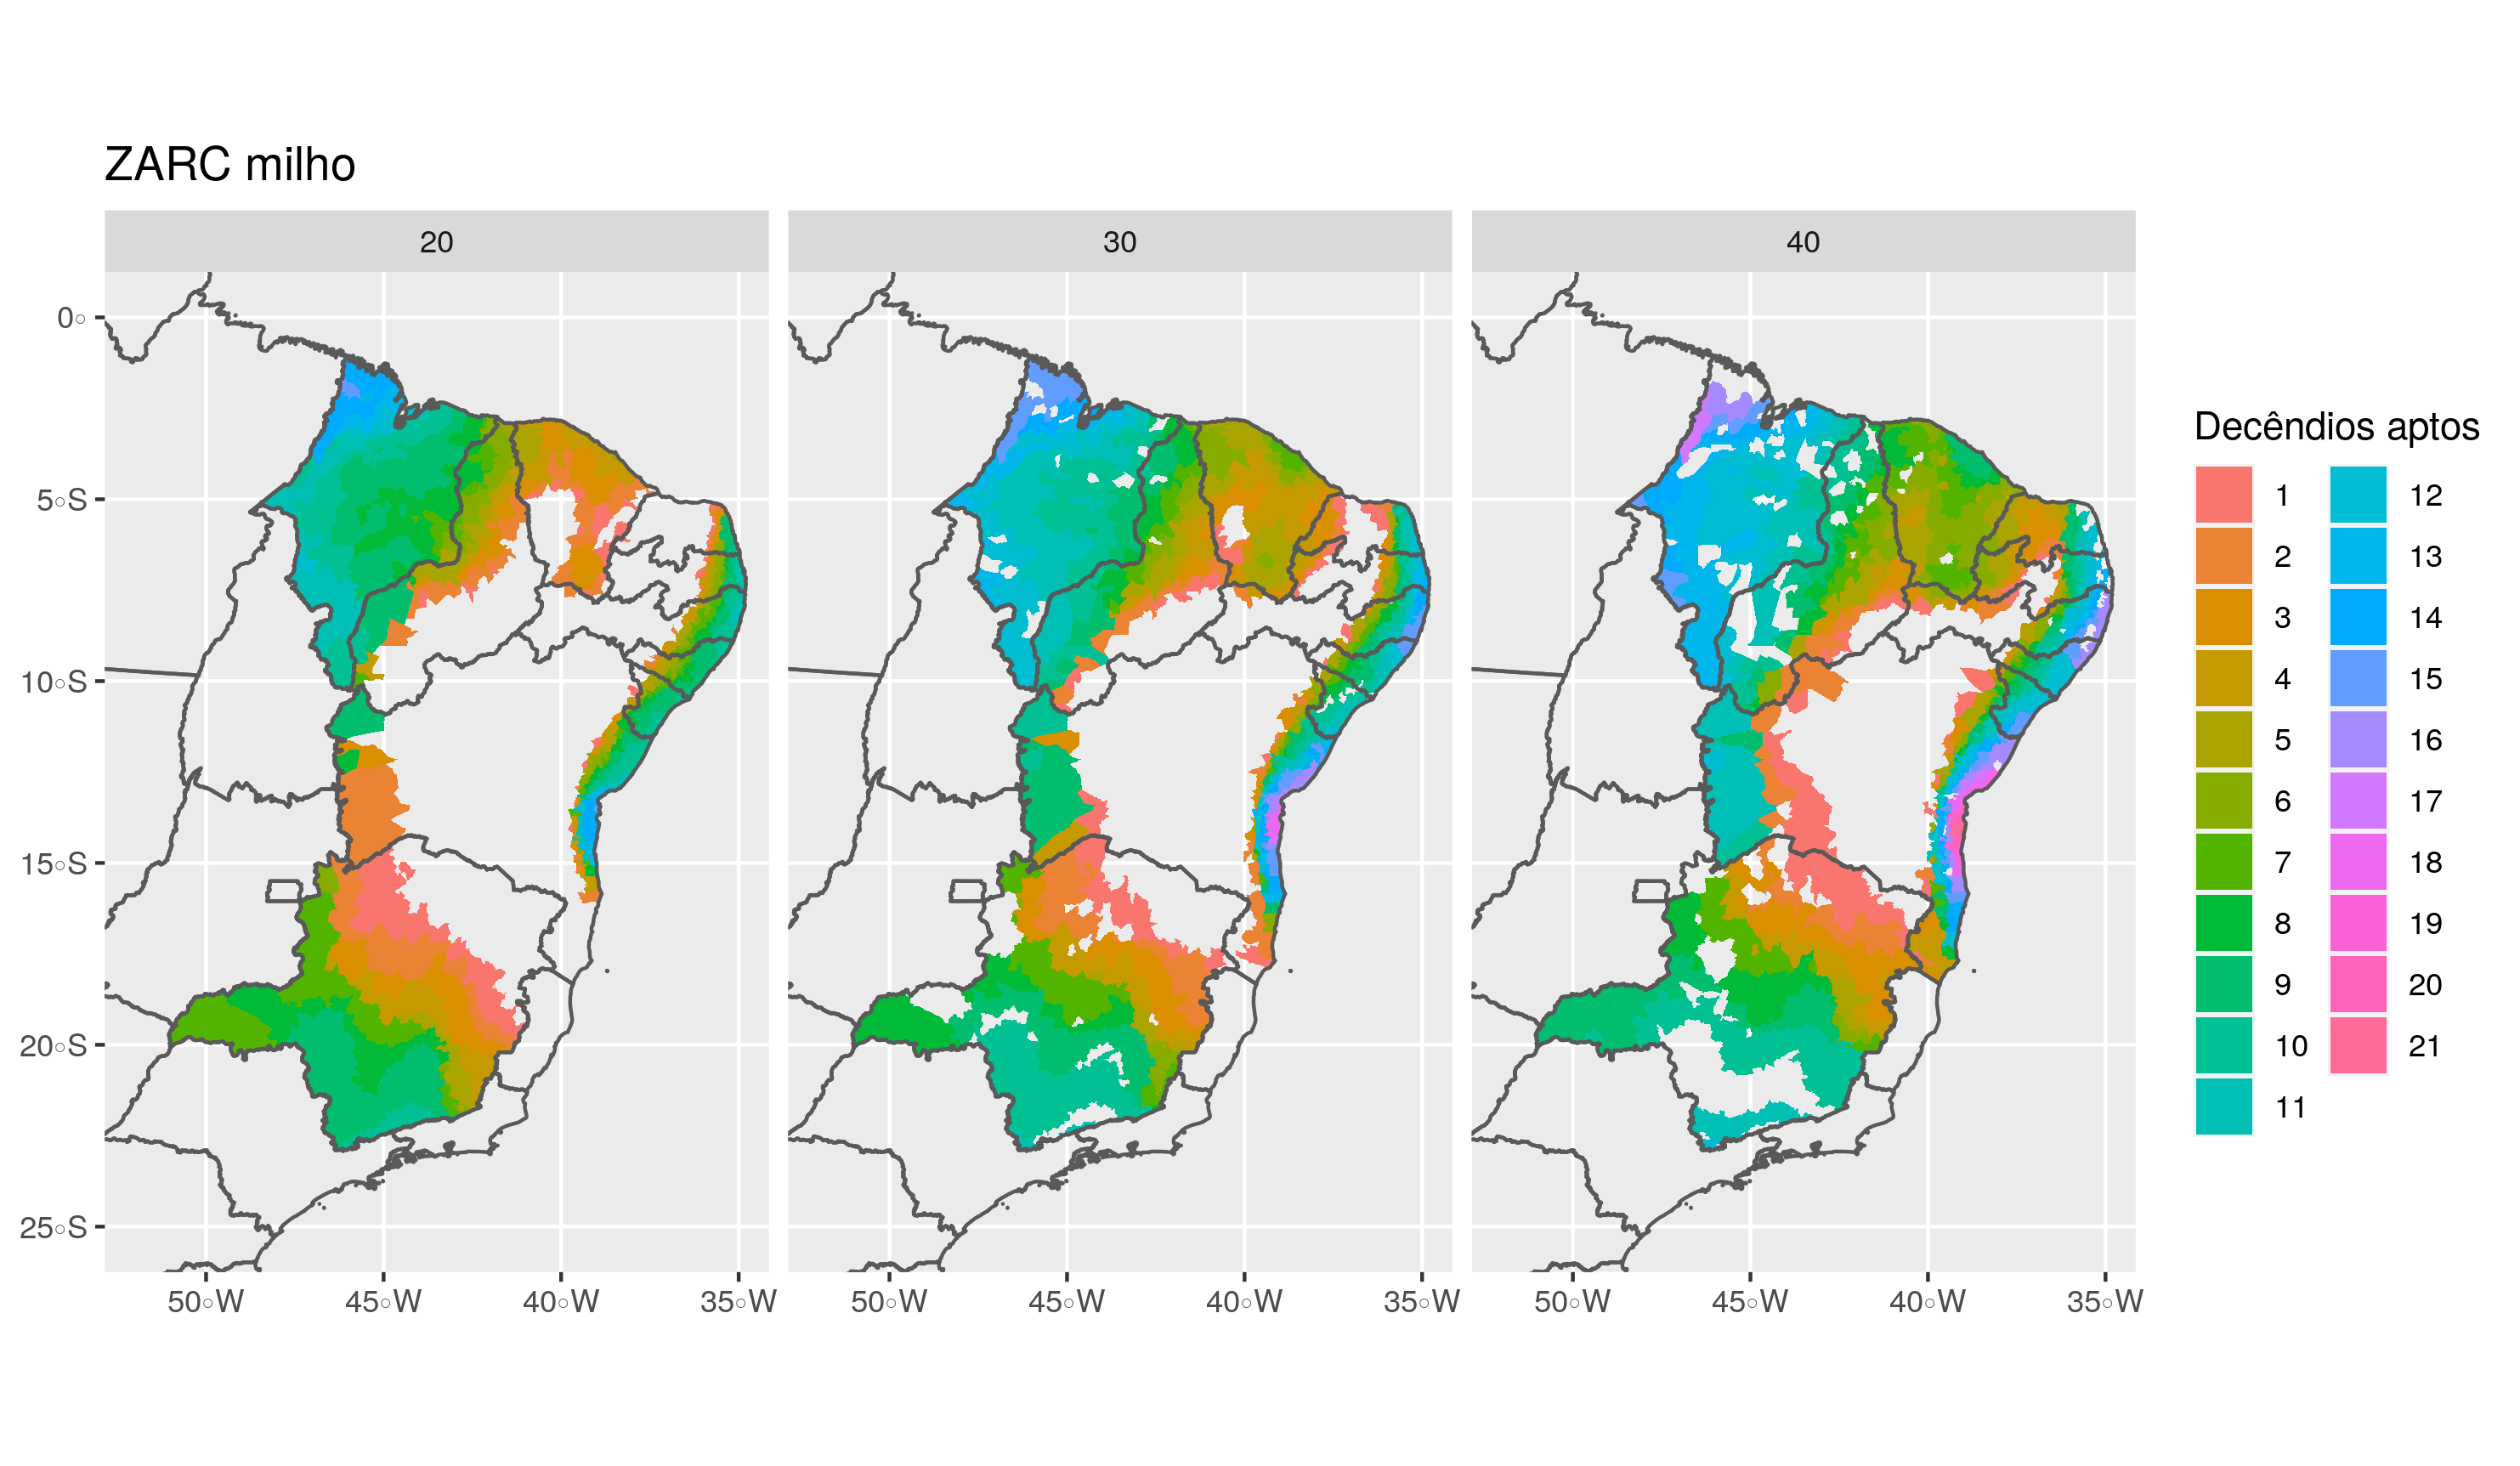 ZARC milho
20 30 40
Decêndios aptos
1 12
2 13
3 14
4 15
5 16
6 17
7 18
8 19
9 20
10 21
11
0◦
5◦S
10◦S
15◦S
20◦S
25◦S
50◦W 45◦W 40◦W 35◦W 50◦W 45◦W 40◦W 35◦W 50◦W 45◦W 40◦W 35◦W